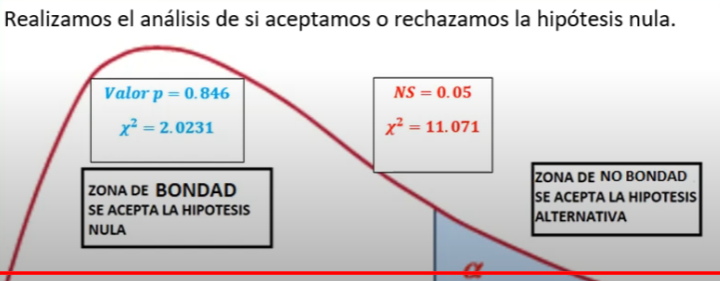 Realizamos el análisis de si aceptamos o rechazamos la hipótesis nula.
Valor p = 0.846
χ² = 2.0231
NS = 0.05
χ² = 11.071
ZONA DE BONDAD
SE ACEPTA LA HIPOTESIS
NULA
ZONA DE NO BONDAD
SE ACEPTA LA HIPOTESIS
ALTERNATIVA
α